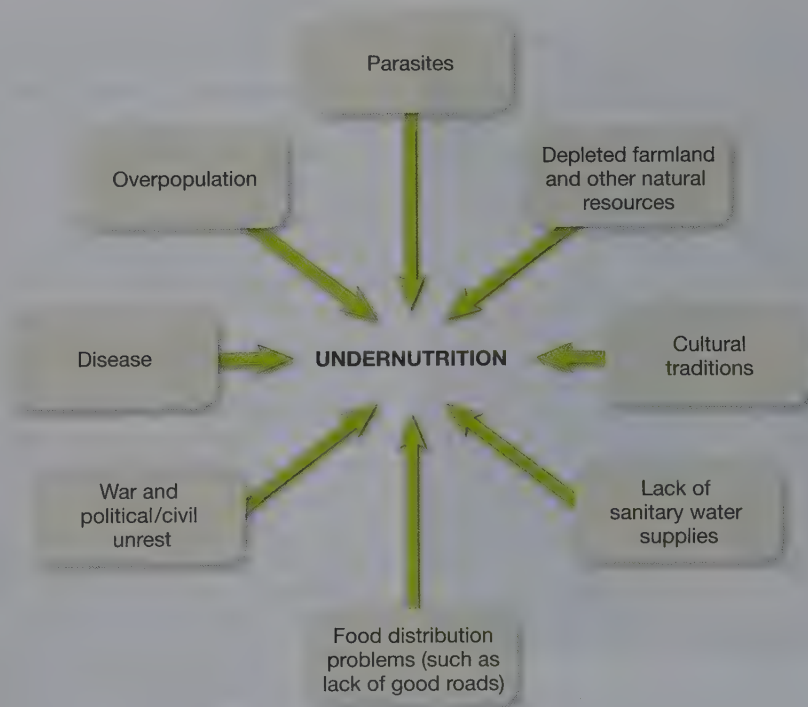 Parasites
Overpopulation
Depleted farmland
and other natural
resources
Disease
UNDERNUTRITION
Cultural
traditions
War and
political/civil
unrest
Lack of
sanitary water
supplies
Food distribution
problems (such as
lack of good roads)